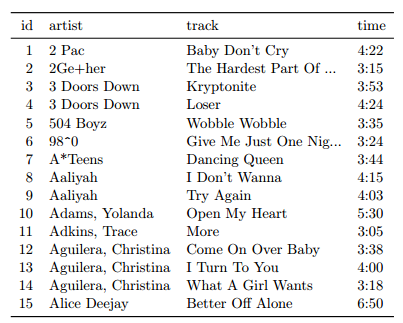 id artist track time
1 2 Pac Baby Don't Cry 4:22
2 2Ge+her The Hardest Part Of ... 3:15
3 3 Doors Down Kryptonite 3:53
4 3 Doors Down Loser 4:24
5 504 Boyz Wobble Wobble 3:35
6 98^0 Give Me Just One Nig... 3:24
7 A*Teens Dancing Queen 3:44
8 Aaliyah I Don't Wanna 4:15
9 Aaliyah Try Again 4:03
10 Adams, Yolanda Open My Heart 5:30
11 Adkins, Trace More 3:05
12 Aguilera, Christina Come On Over Baby 3:38
13 Aguilera, Christina I Turn To You 4:00
14 Aguilera, Christina What A Girl Wants 3:18
15 Alice Deejay Better Off Alone 6:50